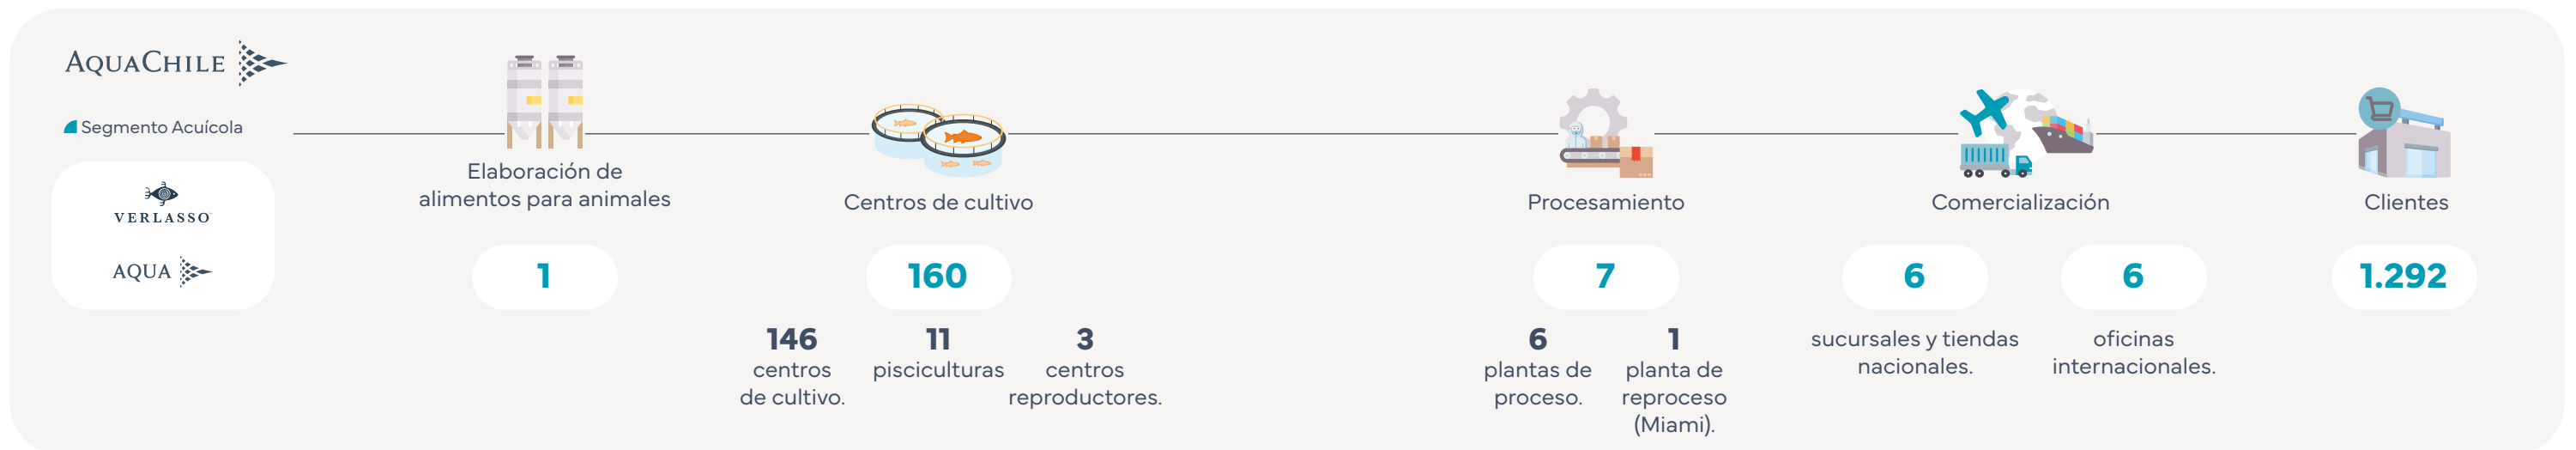 AQUACHILE
Segmento Acuícola
VERLASSO
AQUA
Elaboración de
alimentos para animales
1
Centros de cultivo
160
146
centros
de cultivo.
11
pisciculturas
3
centros
reproductores.
Procesamiento
7
6
plantas de
proceso.
1
planta de
reproceso
(Miami).
Comercialización
6
sucursales y tiendas
nacionales.
6
oficinas
internacionales.
Clientes
1.292